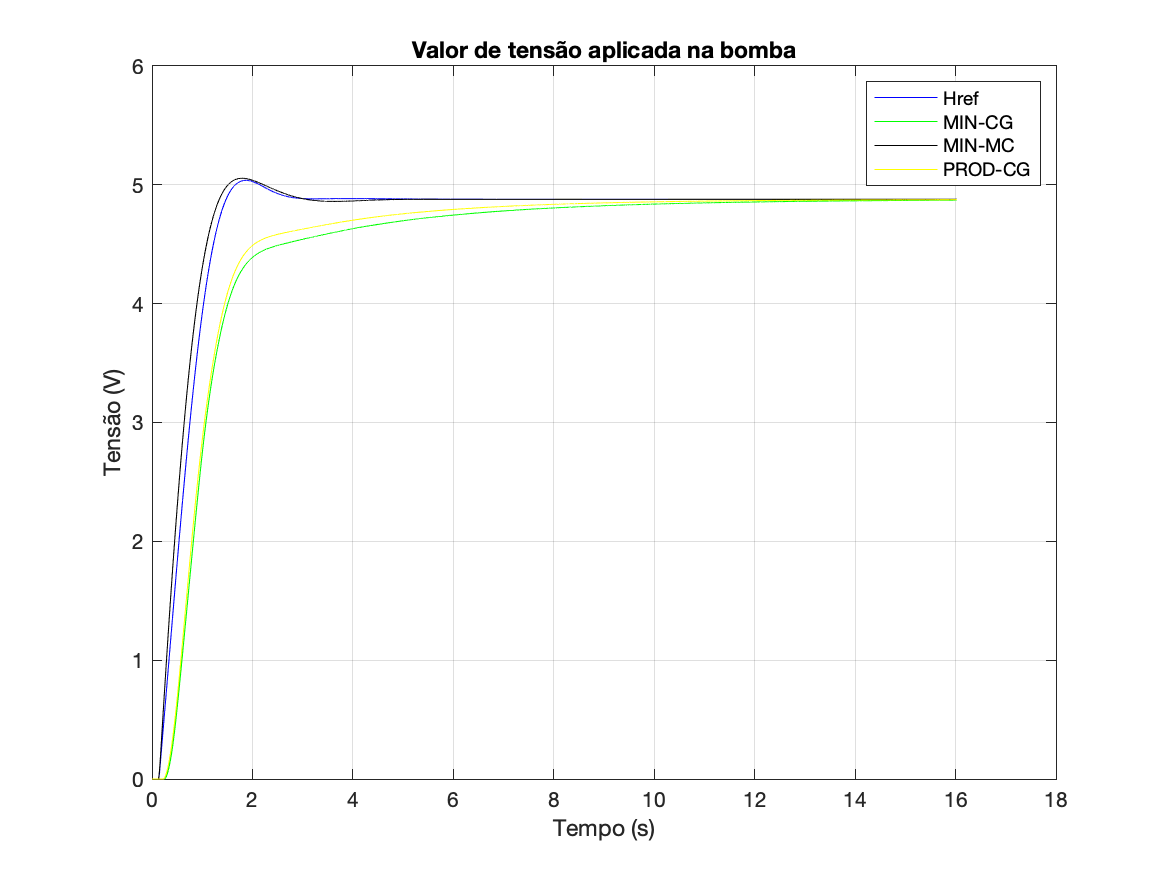 Valor de tensão aplicada na bomba
6
5
4
3
2
1
0
Tensão (V)
Href
MIN-CG
MIN-MC
PROD-CG
0 2 4 6 8 10 12 14 16 18
Tempo (s)